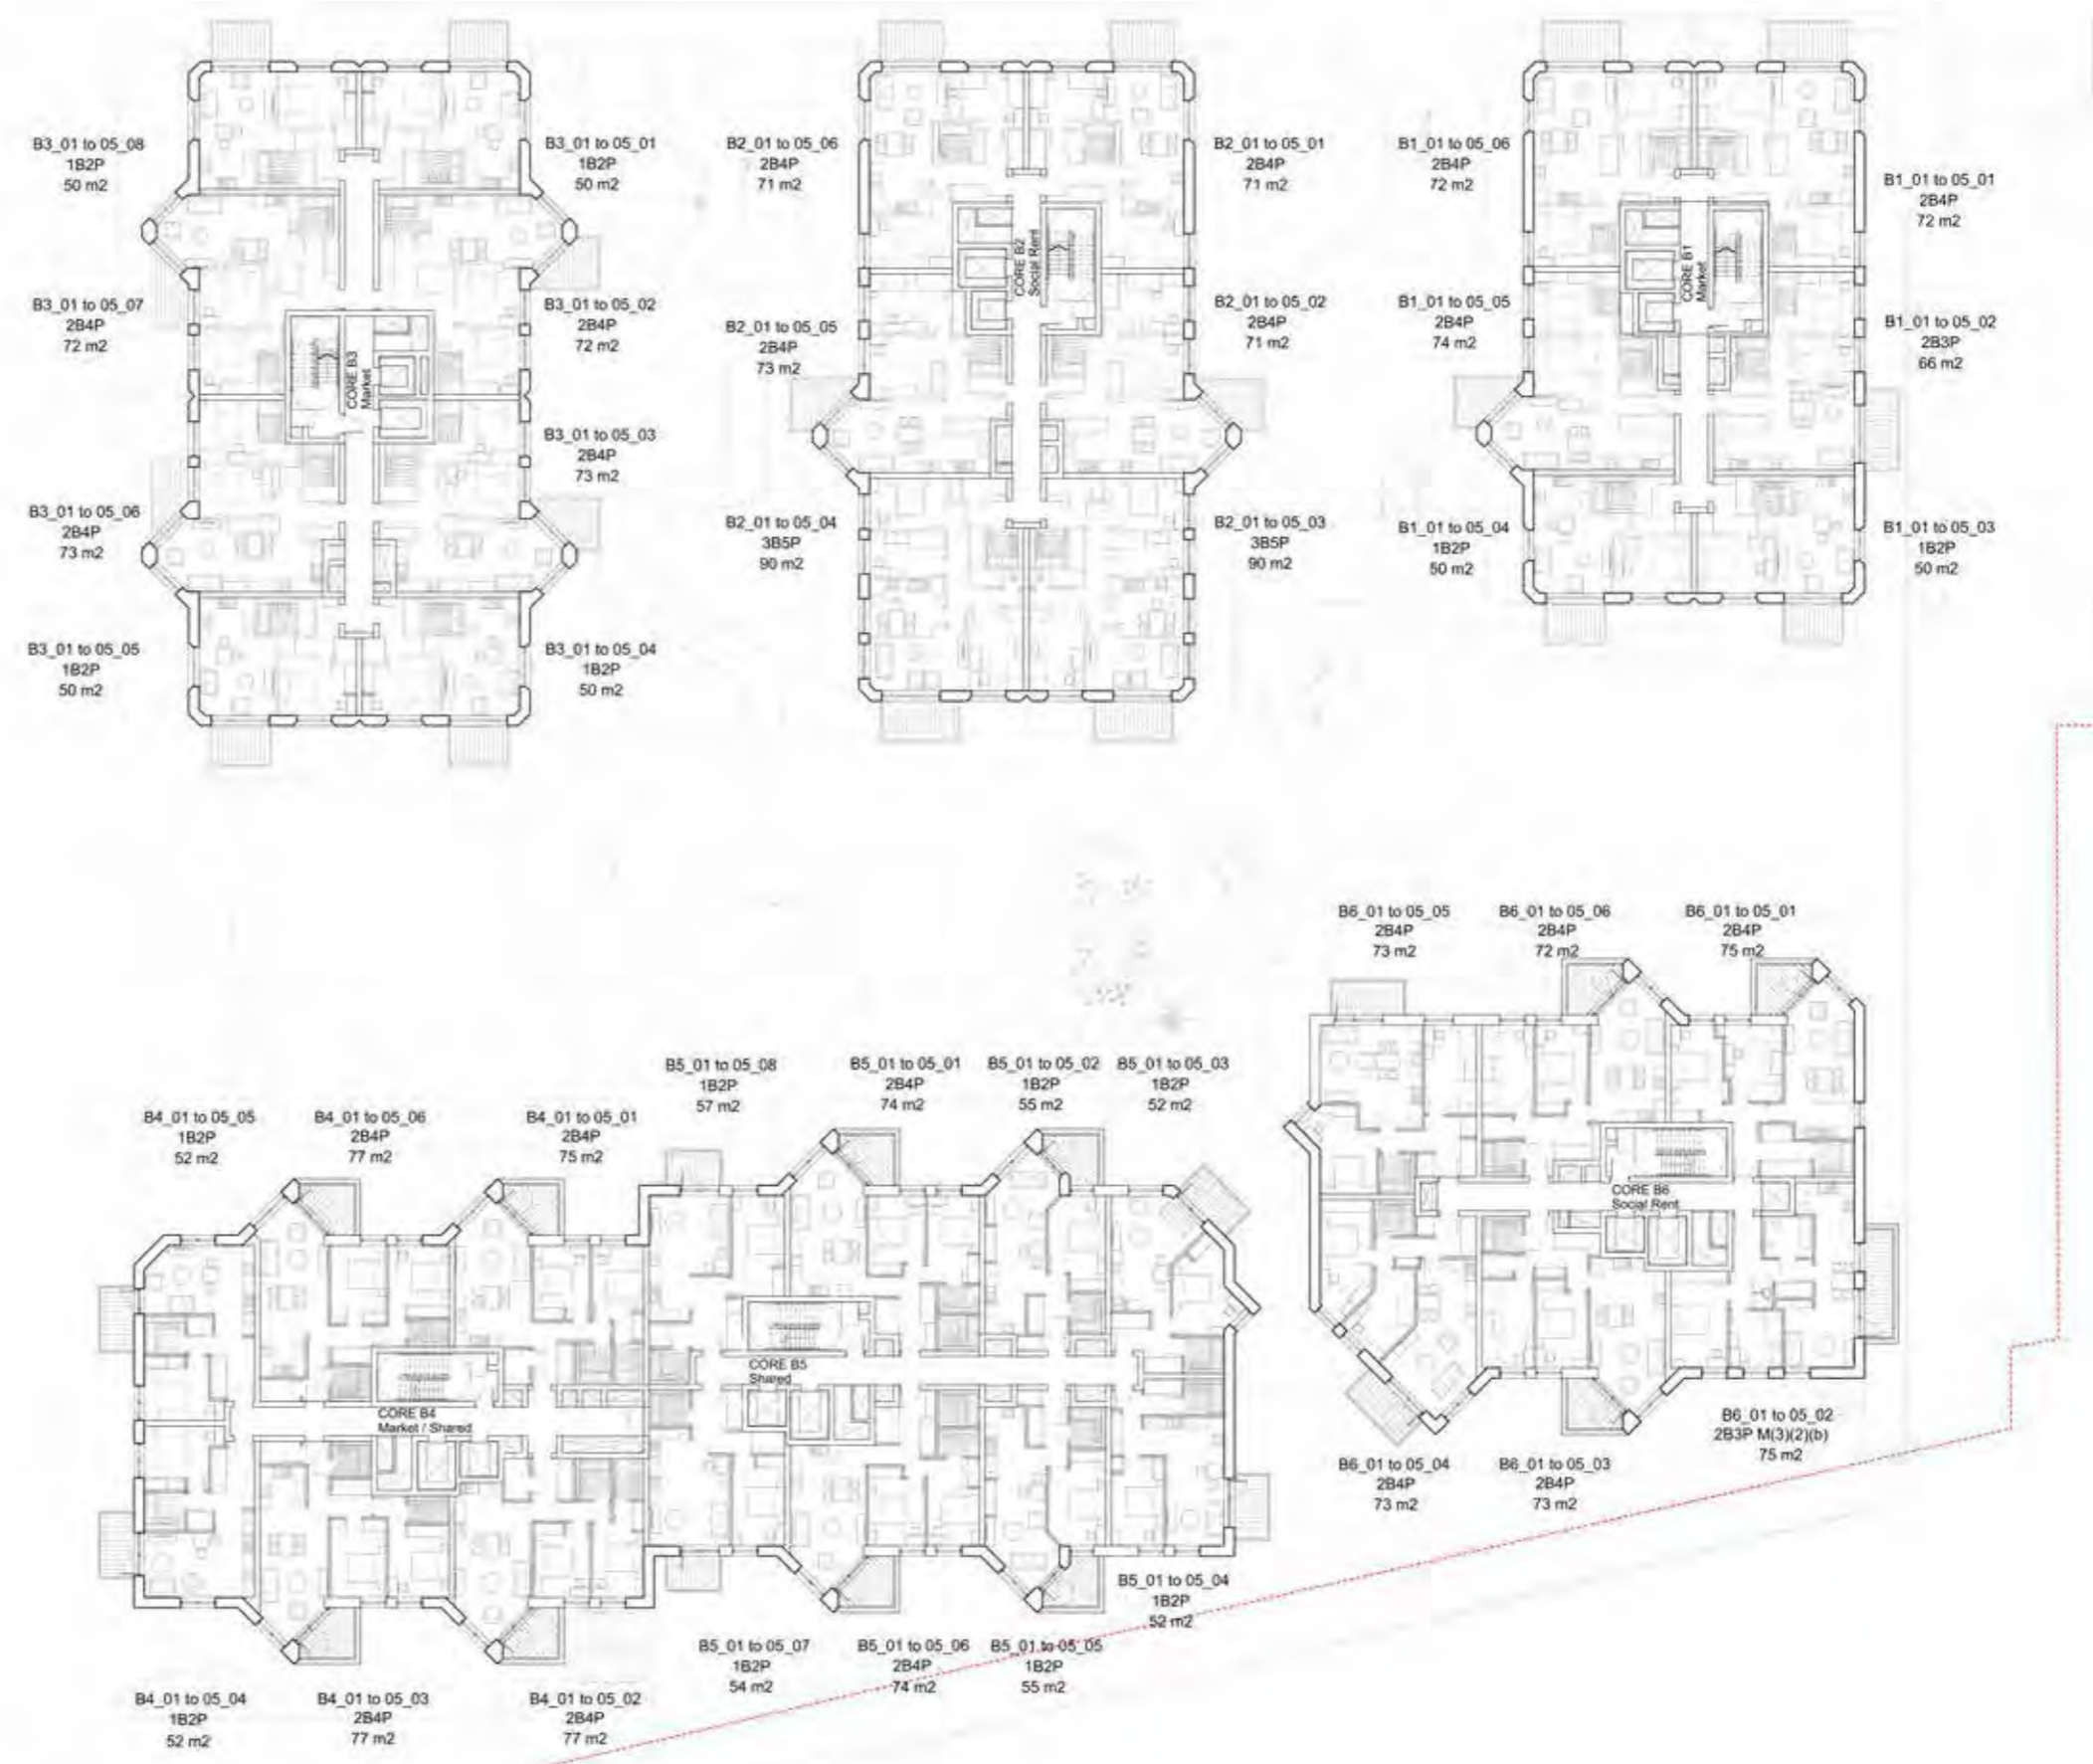 B3_01 to 05_08
1B2P
50 m2
B3_01 to 05_01
1B2P
50 m2
B3_01 to 05_07
2B4P
72 m2
B3_01 to 05_02
2B4P
72 m2
CORE B3
Market
B3_01 to 05_03
2B4P
73 m2
B3_01 to 05_06
2B4P
73 m2
B3_01 to 05_05
1B2P
50 m2
B3_01 to 05_04
1B2P
50 m2
B2_01 to 05_06
2B4P
71 m2
B2_01 to 05_01
2B4P
71 m2
CORE B2
Social Rent
B2_01 to 05_05
2B4P
73 m2
B2_01 to 05_02
2B4P
71 m2
B2_01 to 05_04
3B5P
90 m2
B2_01 to 05_03
3B5P
90 m2
B1_01 to 05_06
2B4P
72 m2
B1_01 to 05_01
2B4P
72 m2
CORE B1
Market
B1_01 to 05_05
2B4P
74 m2
B1_01 to 05_02
2B3P
66 m2
B1_01 to 05_04
1B2P
50 m2
B1_01 to 05_03
1B2P
50 m2
B6_01 to 05_05
2B4P
73 m2
B6_01 to 05_06
2B4P
72 m2
B6_01 to 05_01
2B4P
75 m2
CORE B6
Social Rent
B6_01 to 05_04
2B4P
73 m2
B6_01 to 05_03
2B4P
73 m2
B6_01 to 05_02
2B3P M(3)(2)(b)
75 m2
B4_01 to 05_05
1B2P
52 m2
B4_01 to 05_06
2B4P
77 m2
B4_01 to 05_01
2B4P
75 m2
B5_01 to 05_08
1B2P
57 m2
B5_01 to 05_01
2B4P
74 m2
B5_01 to 05_02
1B2P
55 m2
B5_01 to 05_03
1B2P
52 m2
CORE B4
Market / Shared
CORE B5
Shared
B4_01 to 05_04
1B2P
52 m2
B4_01 to 05_03
2B4P
77 m2
B4_01 to 05_02
2B4P
77 m2
B5_01 to 05_07
1B2P
54 m2
B5_01 to 05_06
2B4P
74 m2
B5_01 to 05_05
1B2P
55 m2
B5_01 to 05_04
1B2P
52 m2